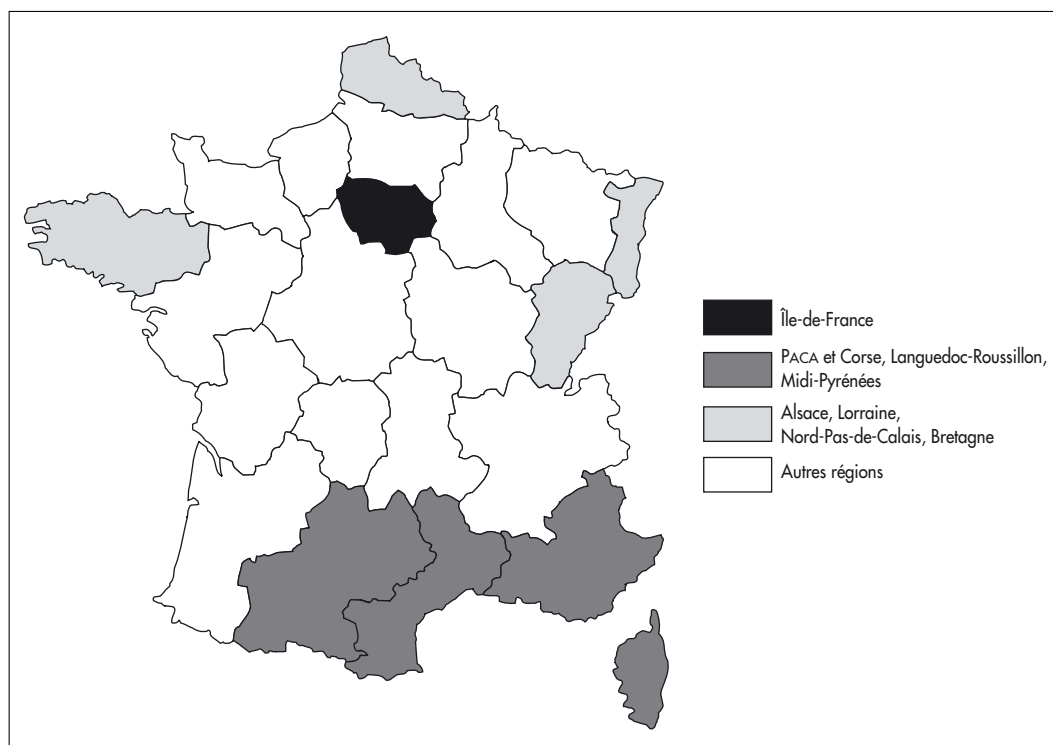 Île-de-France
PACA et Corse, Languedoc-Roussillon,
Midi-Pyrénées
Alsace, Lorraine,
Nord-Pas-de-Calais, Bretagne
Autres régions